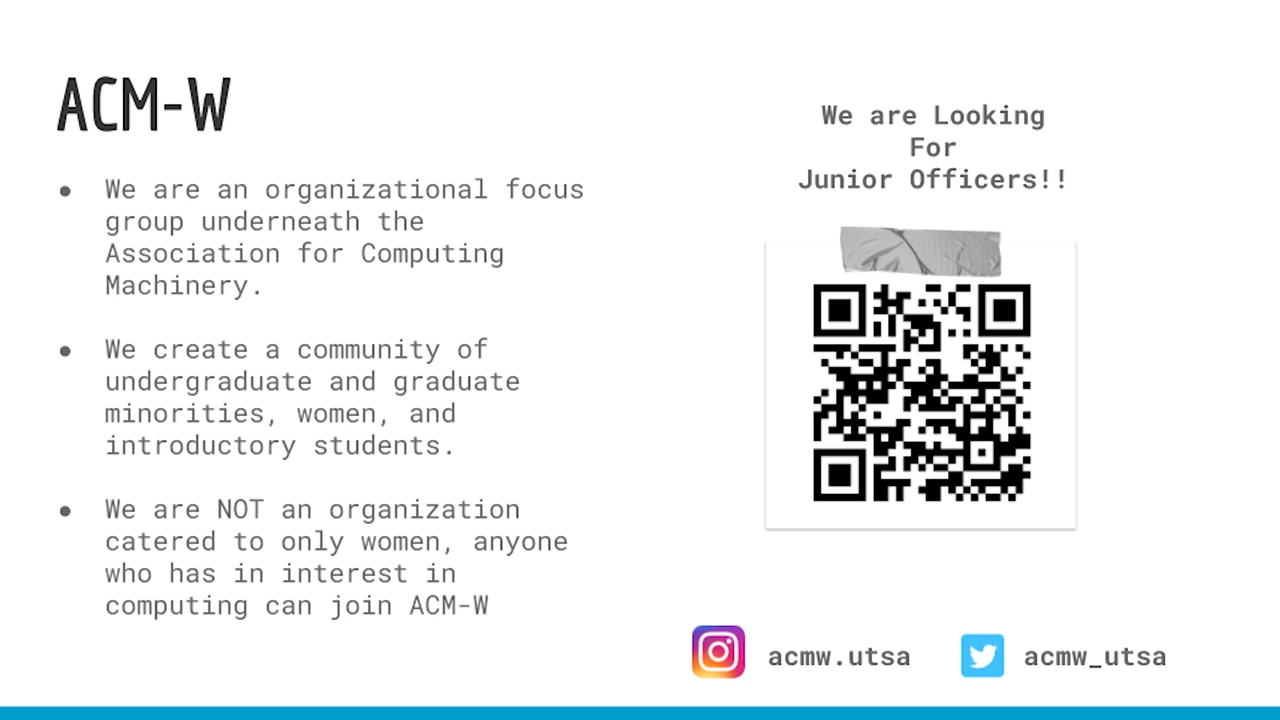 ACM-W
● We are an organizational focus
group underneath the
Association for Computing
Machinery.
● We create a community of
undergraduate and graduate
minorities, women, and
introductory students.
● We are NOT an organization
catered to only women, anyone
who has in interest in
computing can join ACM-W
We are Looking
For
Junior Officers!!
acmw.utsa
acmw_utsa